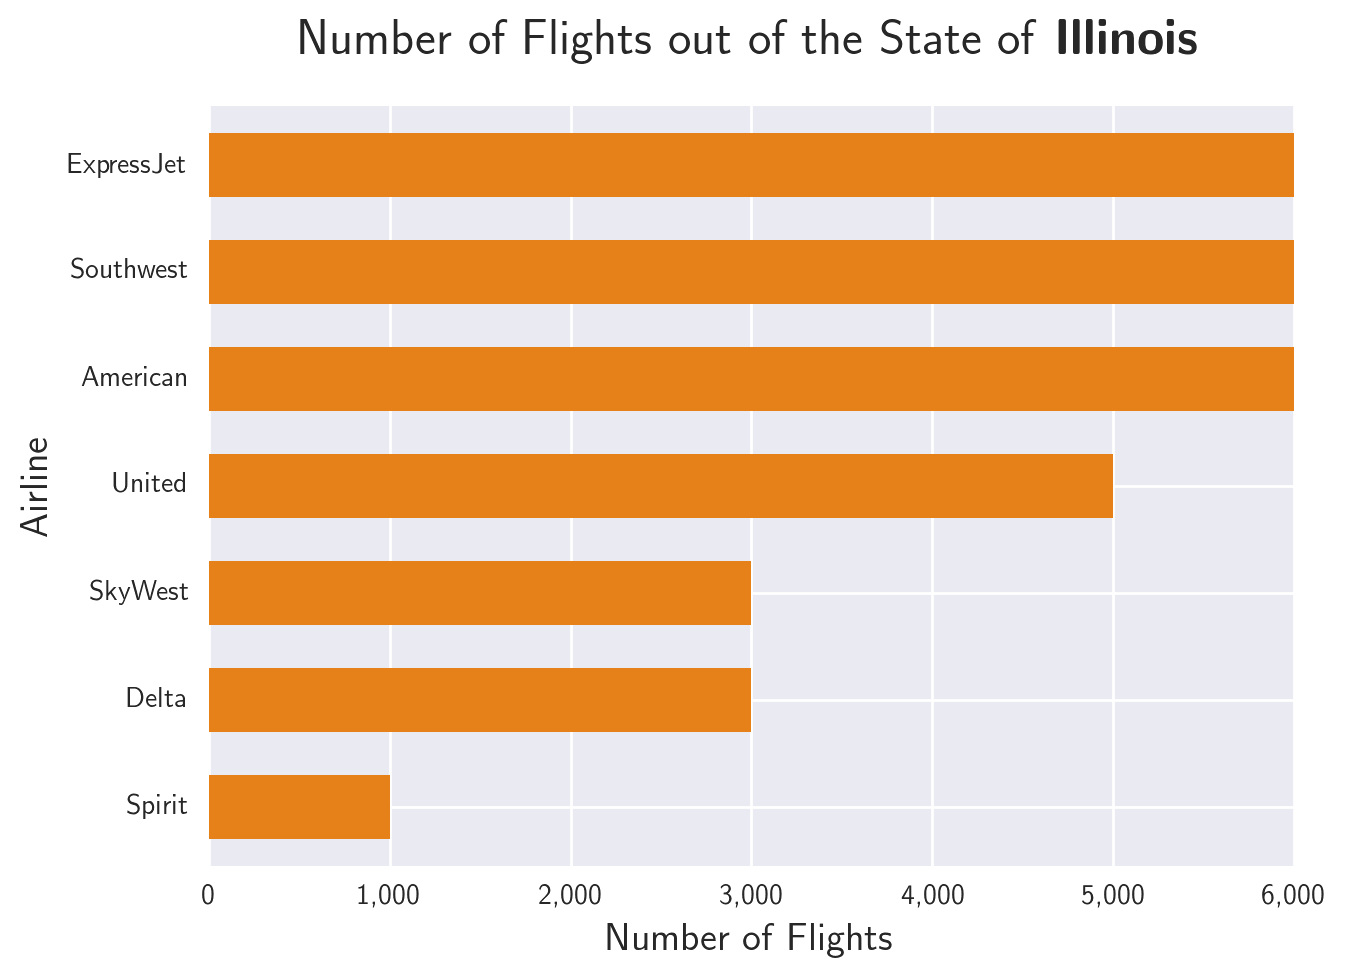 Number of Flights out of the State of Illinois
ExpressJet
Southwest
American
United
SkyWest
Delta
Spirit
Airline
0 1,000 2,000 3,000 4,000 5,000 6,000
Number of Flights